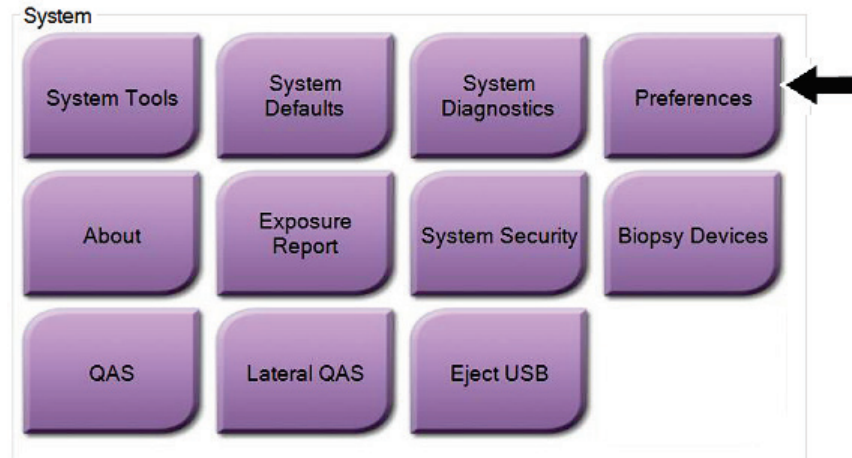 System
System Tools
System
Defaults
System
Diagnostics
Preferences
About
Exposure
Report
System Security
Biopsy Devices
QAS
Lateral QAS
Eject USB